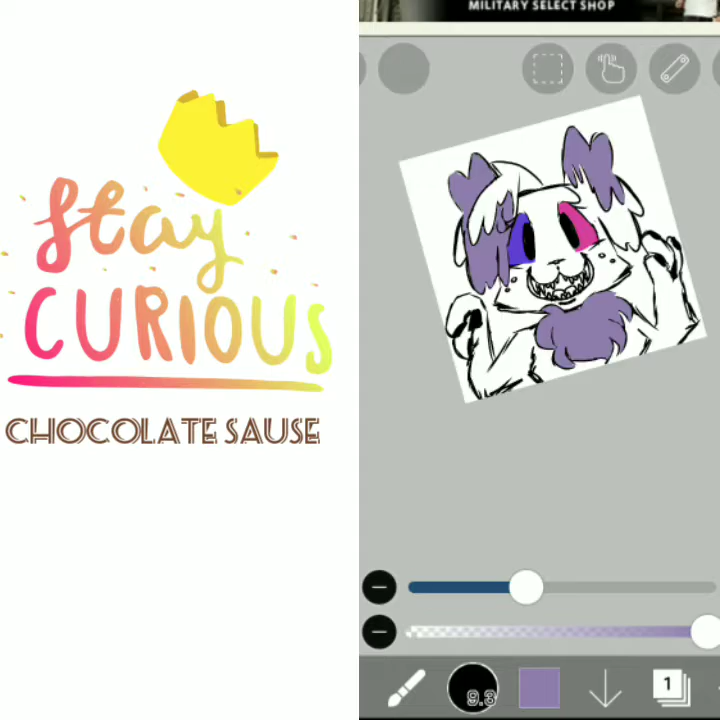 MILITARY SELECT SHOP
Stay
CURIOUS
CHOCOLATE SAUSE
9.3
1